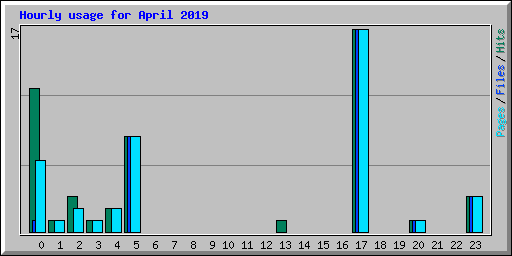 Hourly usage for April 2019
17
Pages/Files/Hits
0 1 2 3 4 5 6 7 8 9 10 11 12 13 14 15 16 17 18 19 20 21 22 23